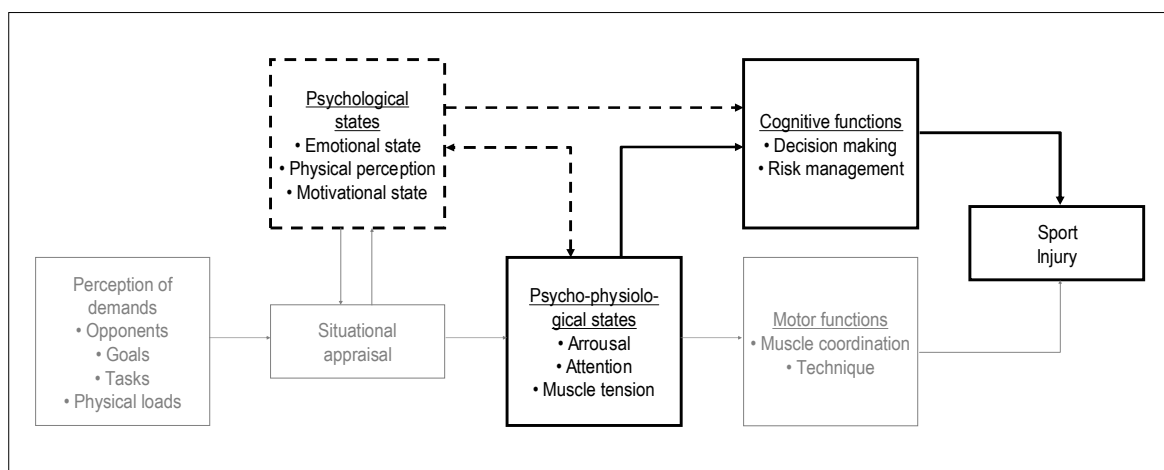 Psychological
states
• Emotional state
• Physical perception
• Motivational state
Cognitive functions
• Decision making
• Risk management
Sport
Injury
Perception of
demands
• Opponents
• Goals
• Tasks
• Physical loads
Situational
appraisal
Psycho-physiolo-
gical states
• Arrousal
• Attention
• Muscle tension
Motor functions
• Muscle coordination
• Technique